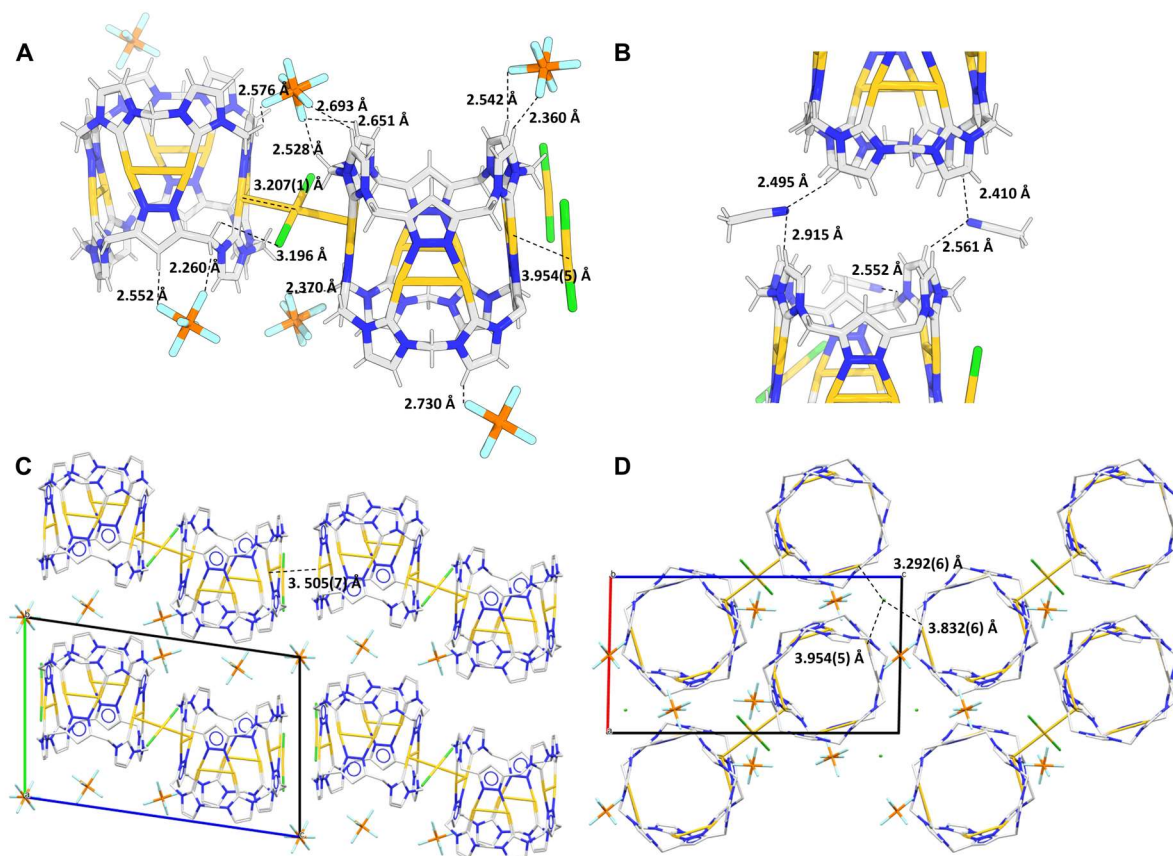 A
2.576 Å
2.693 Å
2.651 Å
2.528 Å
3.207(1) Å
3.196 Å
2.260 Å
2.552 Å
2.370 Å
2.542 Å
2.360 Å
3.954(5) Å
2.730 Å
B
2.495 Å
2.410 Å
2.915 Å
2.561 Å
2.552 Å
C
3. 505(7) Å
D
3.292(6) Å
3.832(6) Å
3.954(5) Å
b
c
a